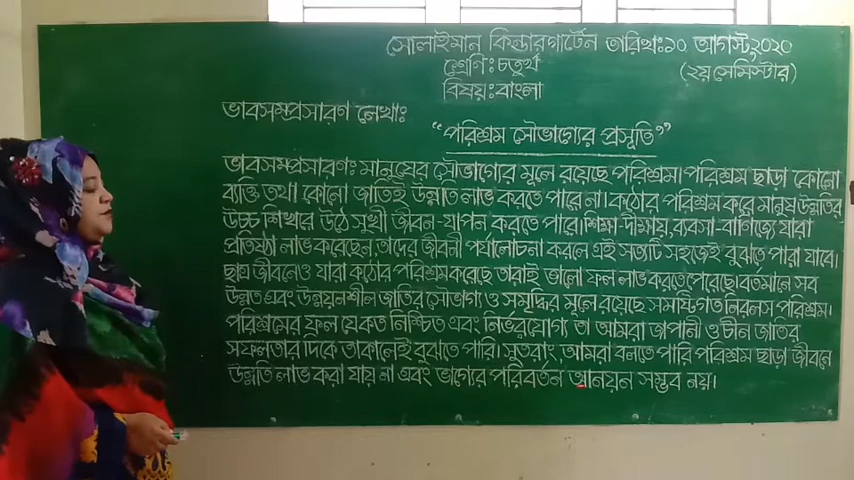 সোলাইমান কিন্ডারগার্টেন তারিখ:১০ আগস্ট,২০২০
শ্রেণি:চতুর্থ (২য় সেমিস্টার)
বিষয়:বাংলা
ভাবসম্প্রসারণ লেখো:
“পরিশ্রম সৌভাগ্যের প্রসূতি”
ভাবসম্প্রসারণ: মানুষের সৌভাগ্যের মূলে রয়েছে পরিশ্রম।পরিশ্রম ছাড়া কোনো
ব্যক্তি তথা কোনো জাতিই উন্নতি লাভ করতে পারে না।কঠোর পরিশ্রম করে মানুষ উন্নতির
উচ্চ শিখরে উঠে সুখী জীবন-যাপন করতে পারে।শিক্ষা-দীক্ষায়,ব্যবসা-বাণিজ্যে যারা
প্রতিষ্ঠা লাভ করেছেন,তাদের জীবনী পর্যালোচনা করলে এই সত্যটি সহজেই বুঝতে পারা যাবে।
ছাত্র জীবনেও যারা কঠোর পরিশ্রম করেছে তারাই ভালো ফল লাভ করতে পেরেছে।বর্তমানে সব
উন্নত এবং উন্নয়নশীল জাতির সৌভাগ্য ও সমৃদ্ধির মূলে রয়েছে সমষ্টিগত নিরলস পরিশ্রম।
পরিশ্রমের ফল যে কত নিশ্চিত এবং নির্ভরযোগ্য তা আমরা জাপানী ও চীন জাতির
সফলতার দিকে তাকালেই বুঝতে পারি।সুতরাং,আমরা বলতে পারি পরিশ্রম ছাড়া জীবনে
উন্নতি লাভ করা যায় না এবং ভাগ্যের পরিবর্তন আনয়ন সম্ভব নয়।